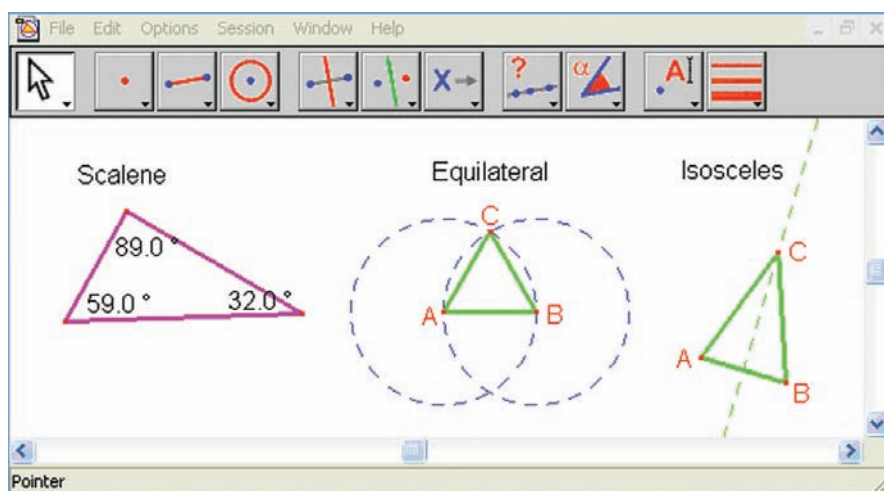 File Edit Options Session Window Help
? α A
X
Scalene
Equilateral
Isosceles
C
C
89.0 °
59.0 °
32.0 °
A
B
A
B
Pointer